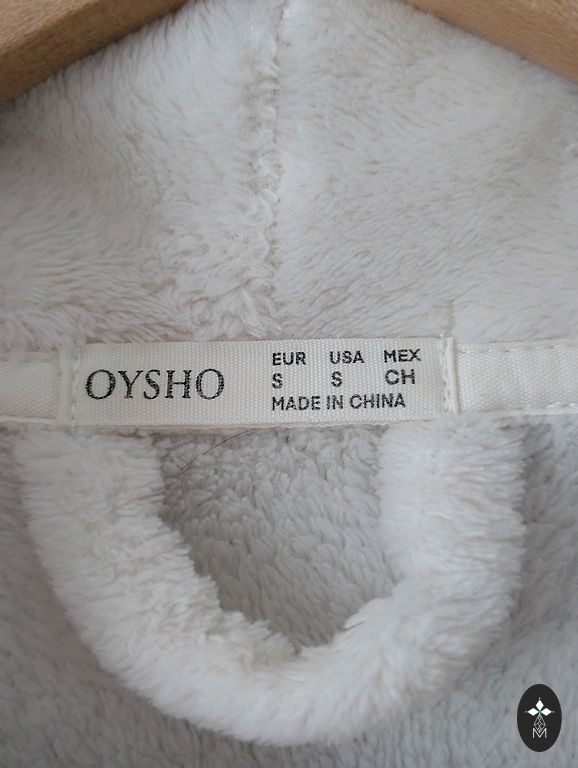 OYSHO
EUR USA MEX
S S CH
MADE IN CHINA
M